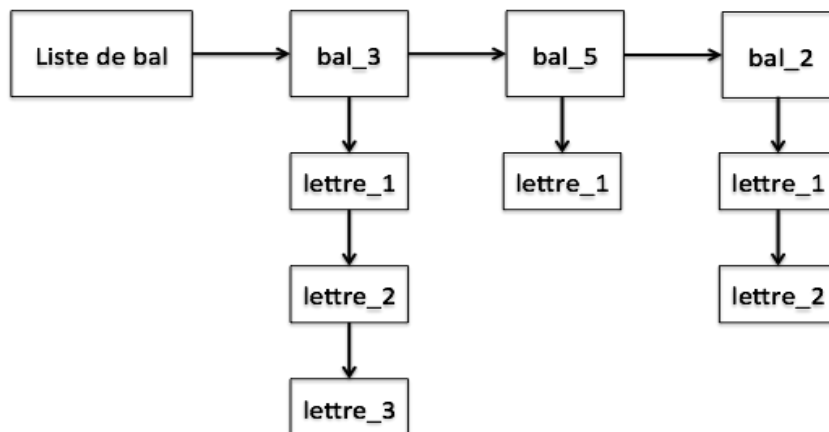 Liste de bal
bal_3
bal_5
bal_2
lettre_1
lettre_1
lettre_1
lettre_2
lettre_2
lettre_3